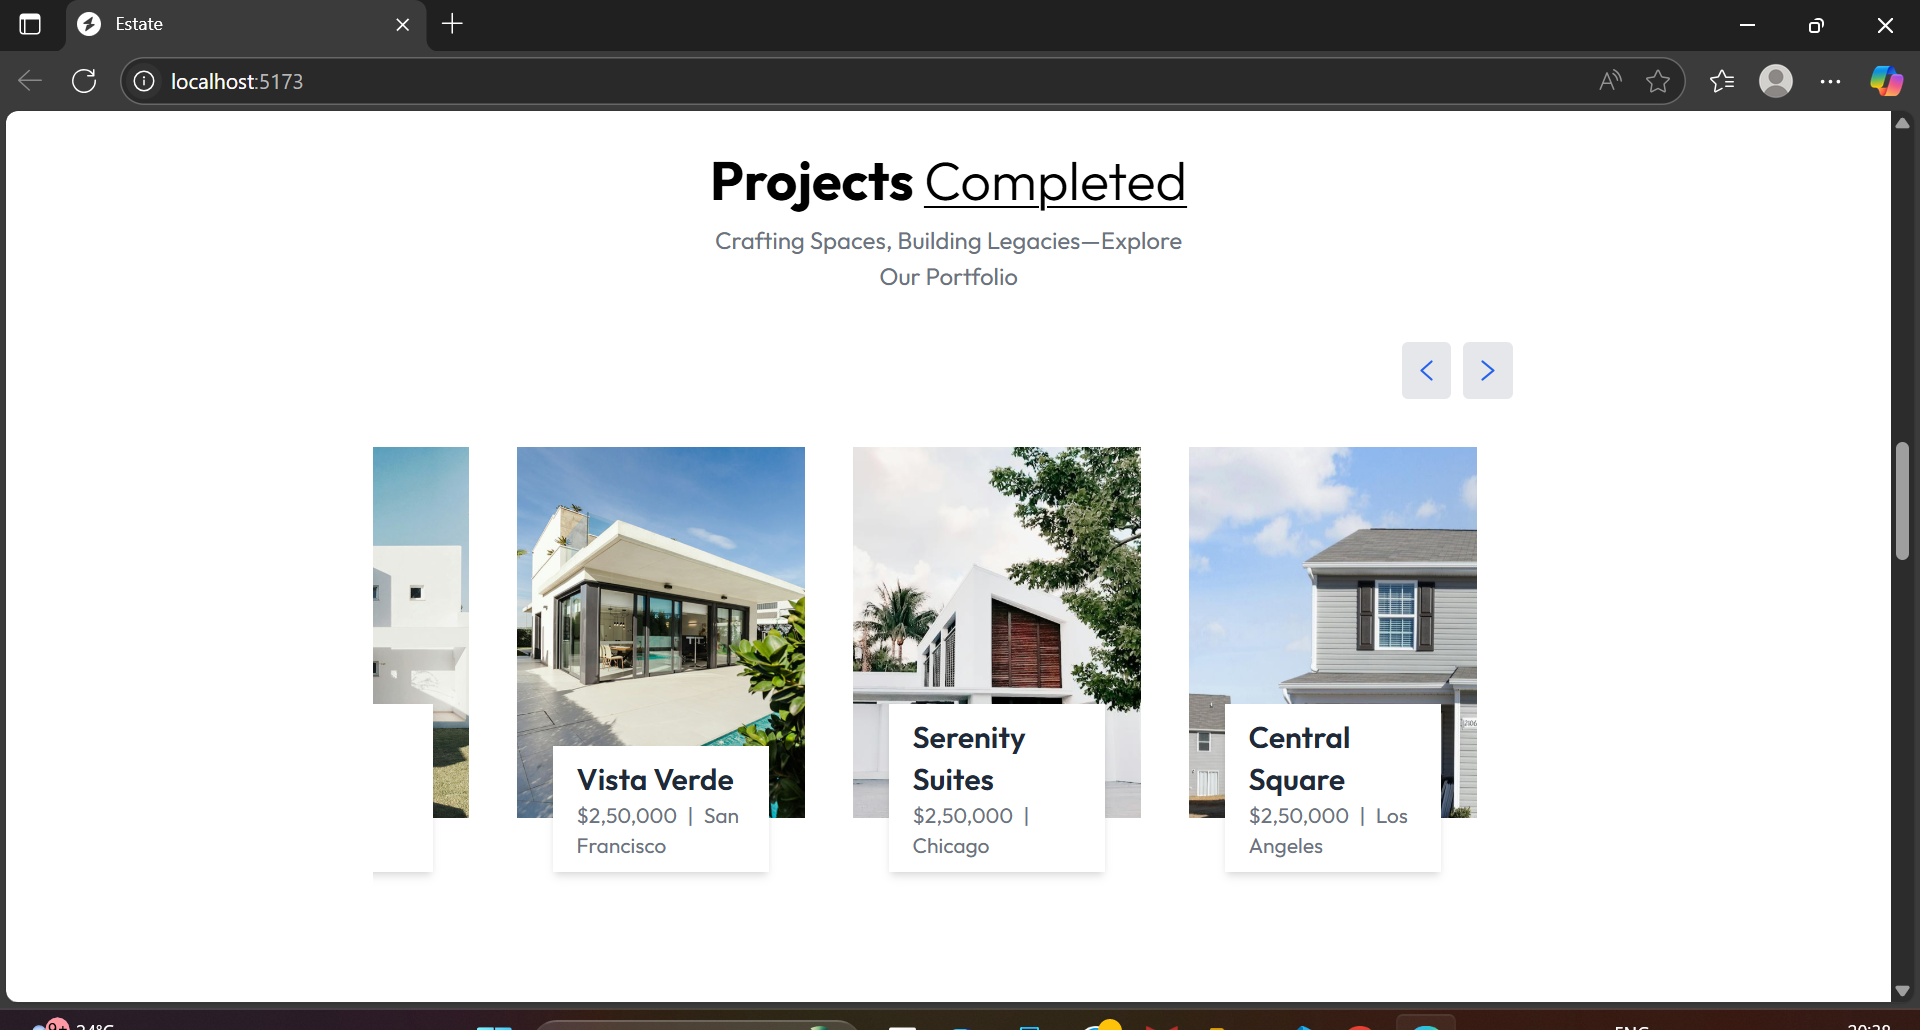 Estate
localhost:5173
Projects Completed
Crafting Spaces, Building Legacies—Explore
Our Portfolio
Vista Verde
$2,50,000 | San
Francisco
Serenity
Suites
$2,50,000 |
Chicago
Central
Square
$2,50,000 | Los
Angeles